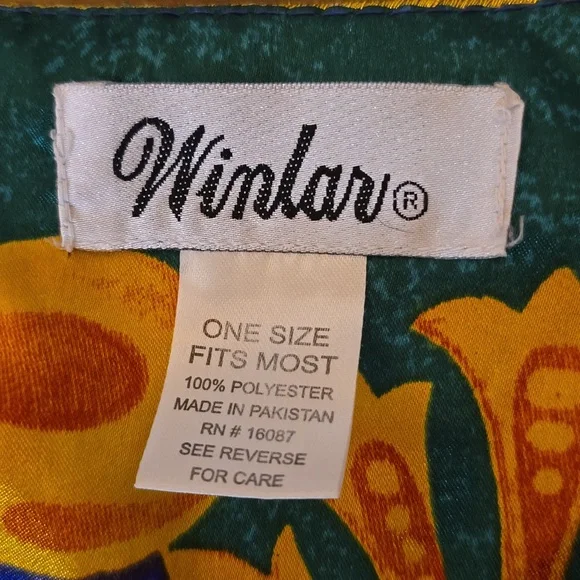 Winlar®
ONE SIZE
FITS MOST
100% POLYESTER
MADE IN PAKISTAN
RN # 16087
SEE REVERSE
FOR CARE